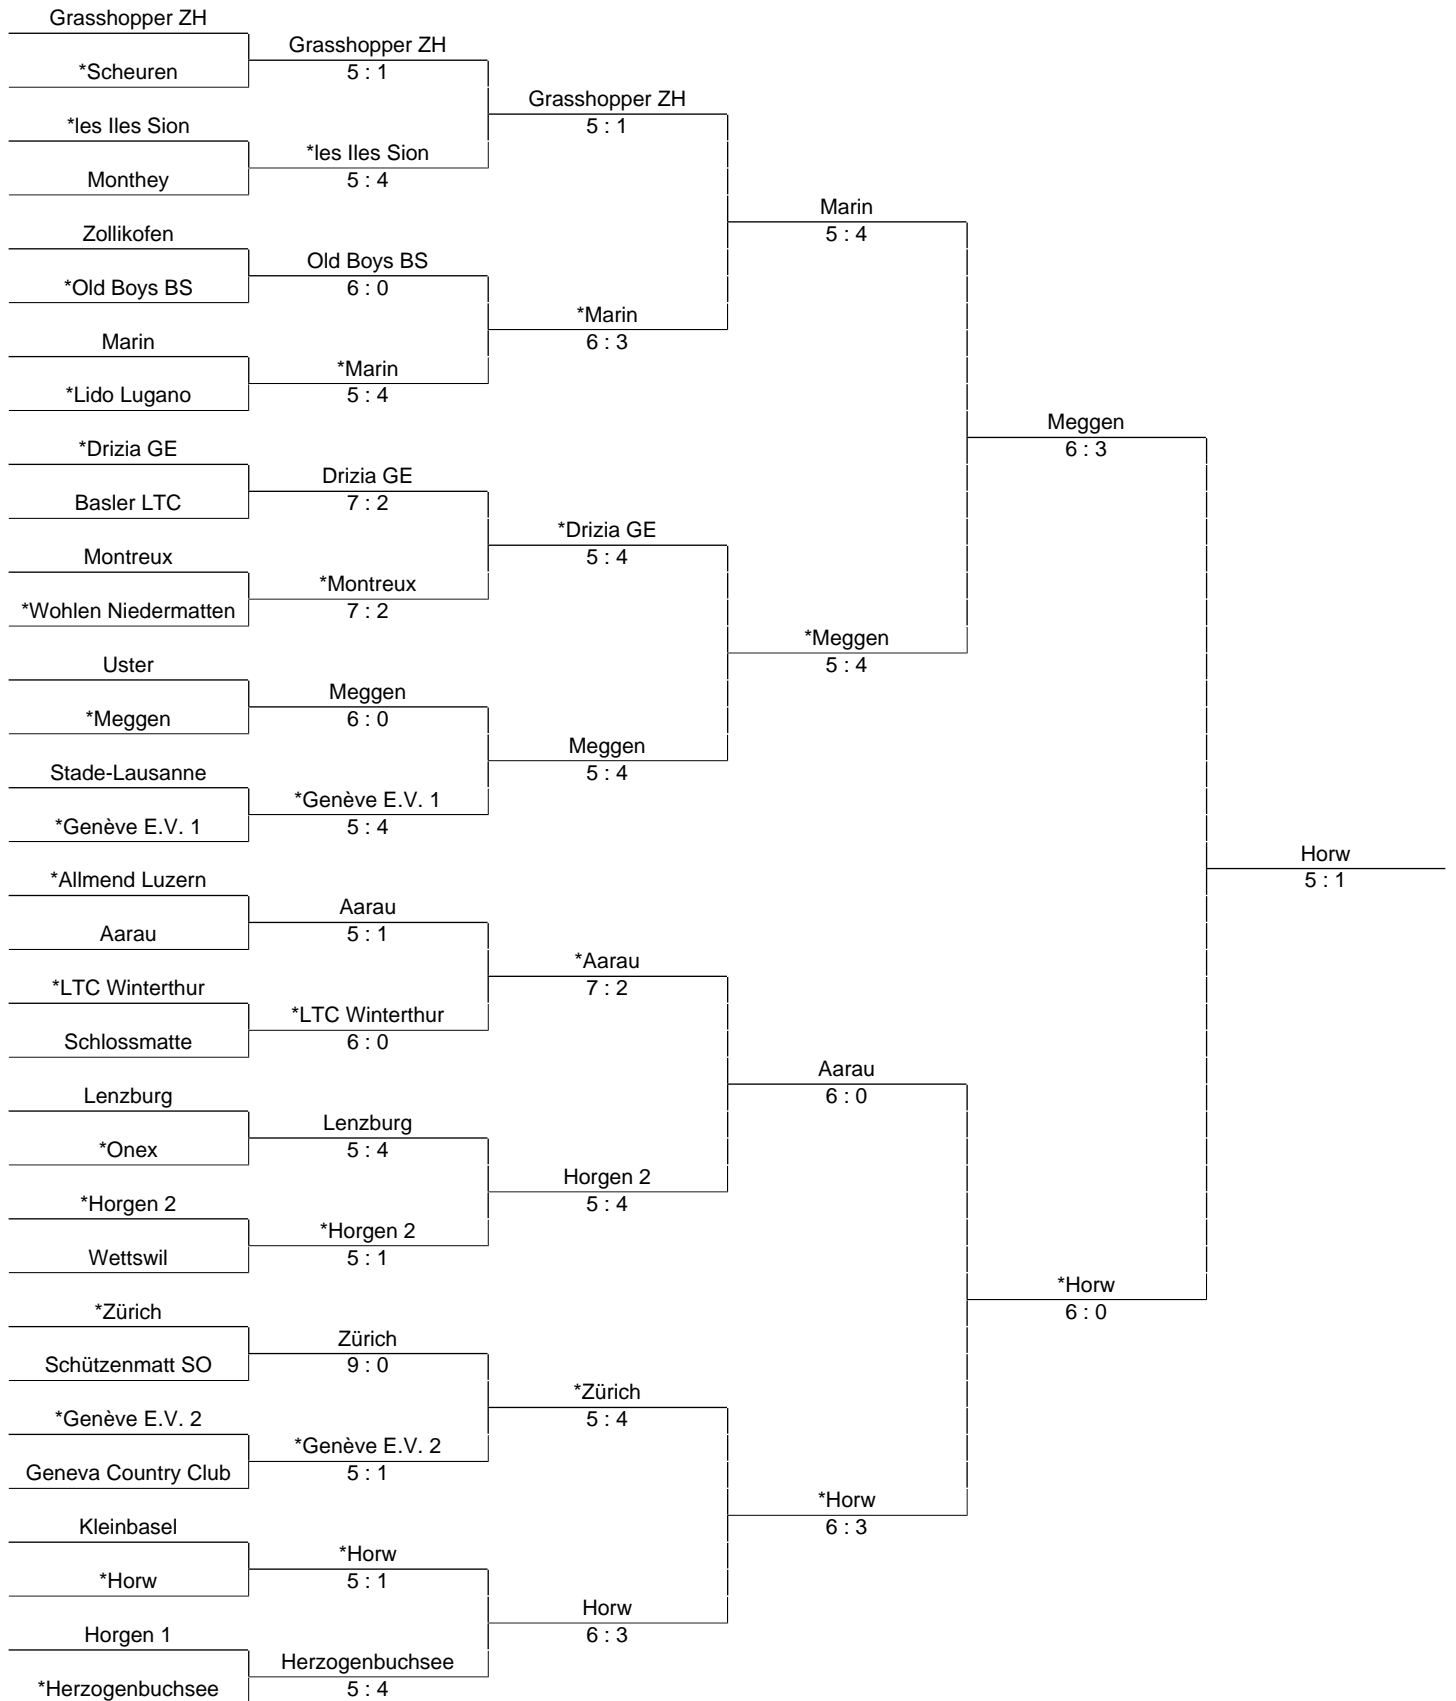 Grasshopper ZH
*Scheuren
*les Iles Sion
Monthey
Zollikofen
*Old Boys BS
Marin
*Lido Lugano
*Drizia GE
Basler LTC
Montreux
*Wohlen Niedermatten
Uster
*Meggen
Stade-Lausanne
*Genève E.V. 1
*Allmend Luzern
Aarau
*LTC Winterthur
Schlossmatte
Lenzburg
*Onex
*Horgen 2
Wettswil
*Zürich
Schützenmatt SO
*Genève E.V. 2
Geneva Country Club
Kleinbasel
*Horw
Horgen 1
*Herzogenbuchsee
Grasshopper ZH
5 : 1
*les Iles Sion
5 : 4
Old Boys BS
6 : 0
*Marin
5 : 4
Drizia GE
7 : 2
*Montreux
7 : 2
Meggen
6 : 0
*Genève E.V. 1
5 : 4
Aarau
5 : 1
*LTC Winterthur
6 : 0
Lenzburg
5 : 4
*Horgen 2
5 : 1
Zürich
9 : 0
*Genève E.V. 2
5 : 1
*Horw
5 : 1
Herzogenbuchsee
5 : 4
Grasshopper ZH
5 : 1
*Marin
6 : 3
*Drizia GE
5 : 4
Meggen
5 : 4
*Aarau
7 : 2
Horgen 2
5 : 4
*Zürich
5 : 4
Horw
6 : 3
Marin
5 : 4
*Meggen
5 : 4
Aarau
6 : 0
*Horw
6 : 3
Meggen
6 : 3
*Horw
6 : 0
Horw
5 : 1